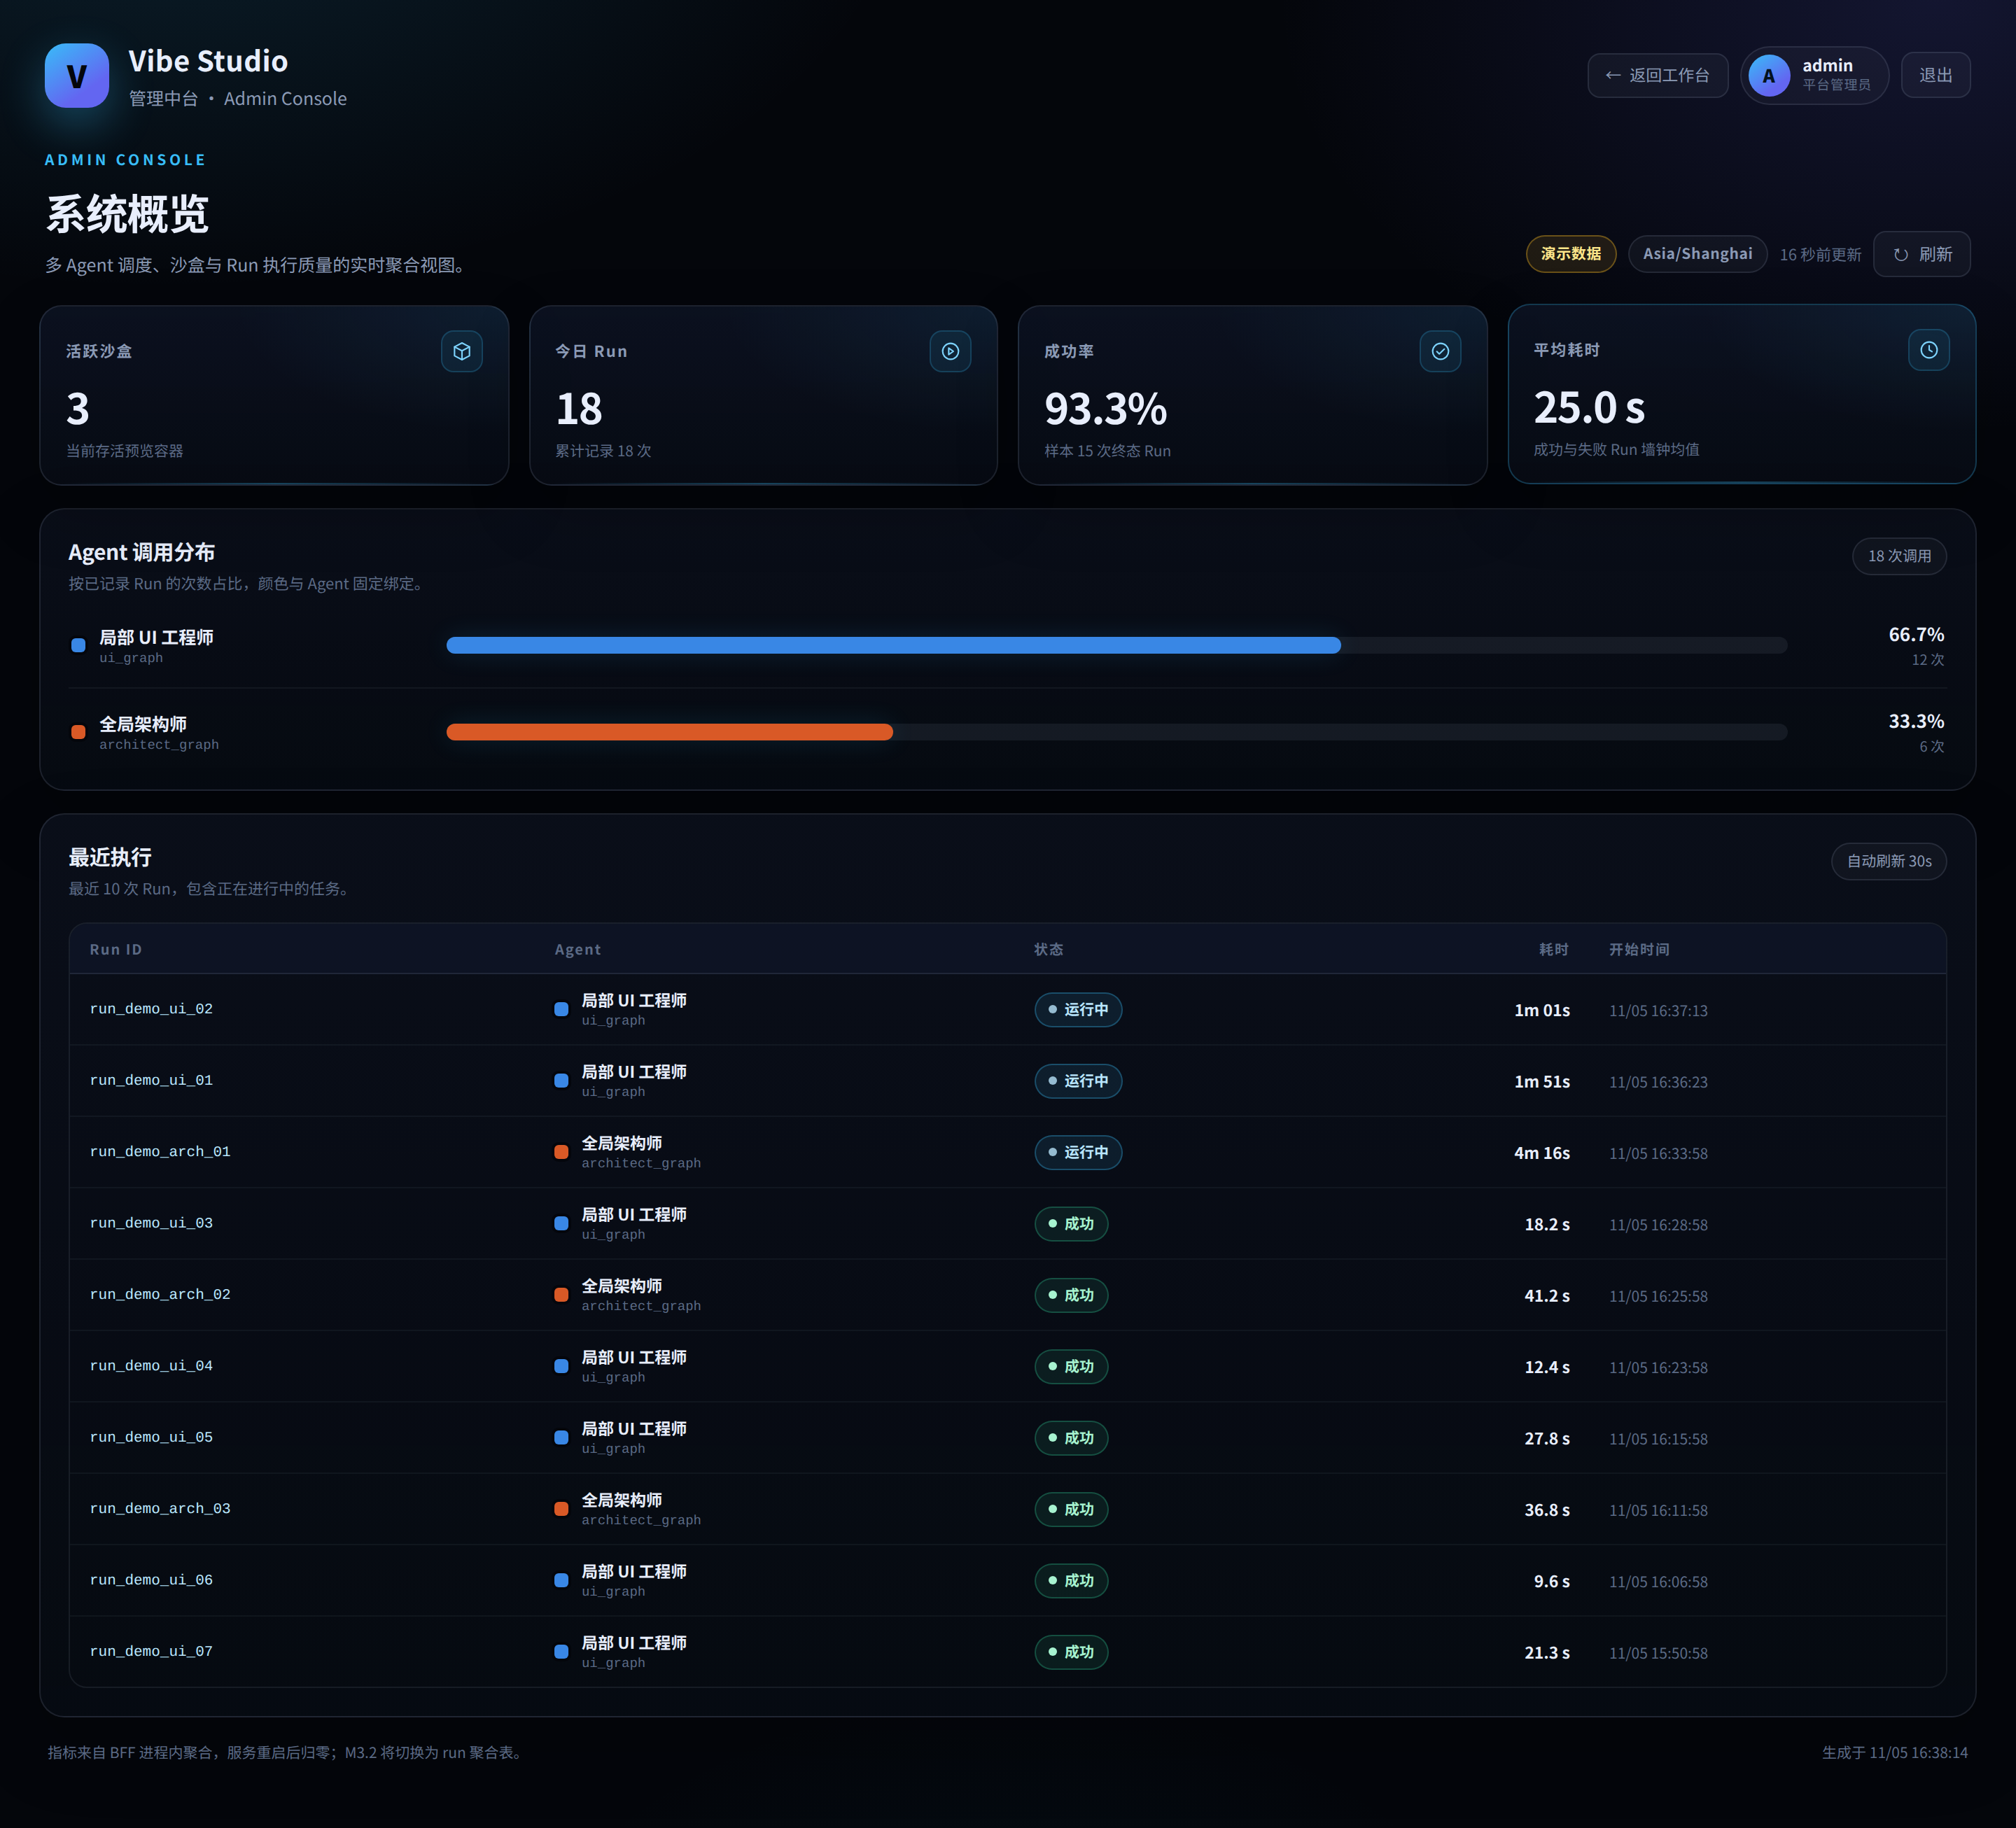 V
Vibe Studio
管理中台 · Admin Console
← 返回工作台
A
admin
平台管理员
退出
ADMIN CONSOLE
系统概览
多 Agent 调度、沙盒与 Run 执行质量的实时聚合视图。
演示数据
Asia/Shanghai
16 秒前更新
刷新
活跃沙盒
3
当前存活预览容器
今日 Run
18
累计记录 18 次
成功率
93.3%
样本 15 次终态 Run
平均耗时
25.0 s
成功与失败 Run 墙钟均值
Agent 调用分布
按已记录 Run 的次数占比，颜色与 Agent 固定绑定。
18 次调用
局部 UI 工程师
ui_graph
66.7%
12 次
全局架构师
architect_graph
33.3%
6 次
最近执行
最近 10 次 Run，包含正在进行中的任务。
自动刷新 30s
Run ID Agent 状态 耗时 开始时间
run_demo_ui_02 局部 UI 工程师 ui_graph 运行中 1m 01s 11/05 16:37:13
run_demo_ui_01 局部 UI 工程师 ui_graph 运行中 1m 51s 11/05 16:36:23
run_demo_arch_01 全局架构师 architect_graph 运行中 4m 16s 11/05 16:33:58
run_demo_ui_03 局部 UI 工程师 ui_graph 成功 18.2 s 11/05 16:28:58
run_demo_arch_02 全局架构师 architect_graph 成功 41.2 s 11/05 16:25:58
run_demo_ui_04 局部 UI 工程师 ui_graph 成功 12.4 s 11/05 16:23:58
run_demo_ui_05 局部 UI 工程师 ui_graph 成功 27.8 s 11/05 16:15:58
run_demo_arch_03 全局架构师 architect_graph 成功 36.8 s 11/05 16:11:58
run_demo_ui_06 局部 UI 工程师 ui_graph 成功 9.6 s 11/05 16:06:58
run_demo_ui_07 局部 UI 工程师 ui_graph 成功 21.3 s 11/05 15:50:58
指标来自 BFF 进程内聚合，服务重启后归零；M3.2 将切换为 run 聚合表。
生成于 11/05 16:38:14